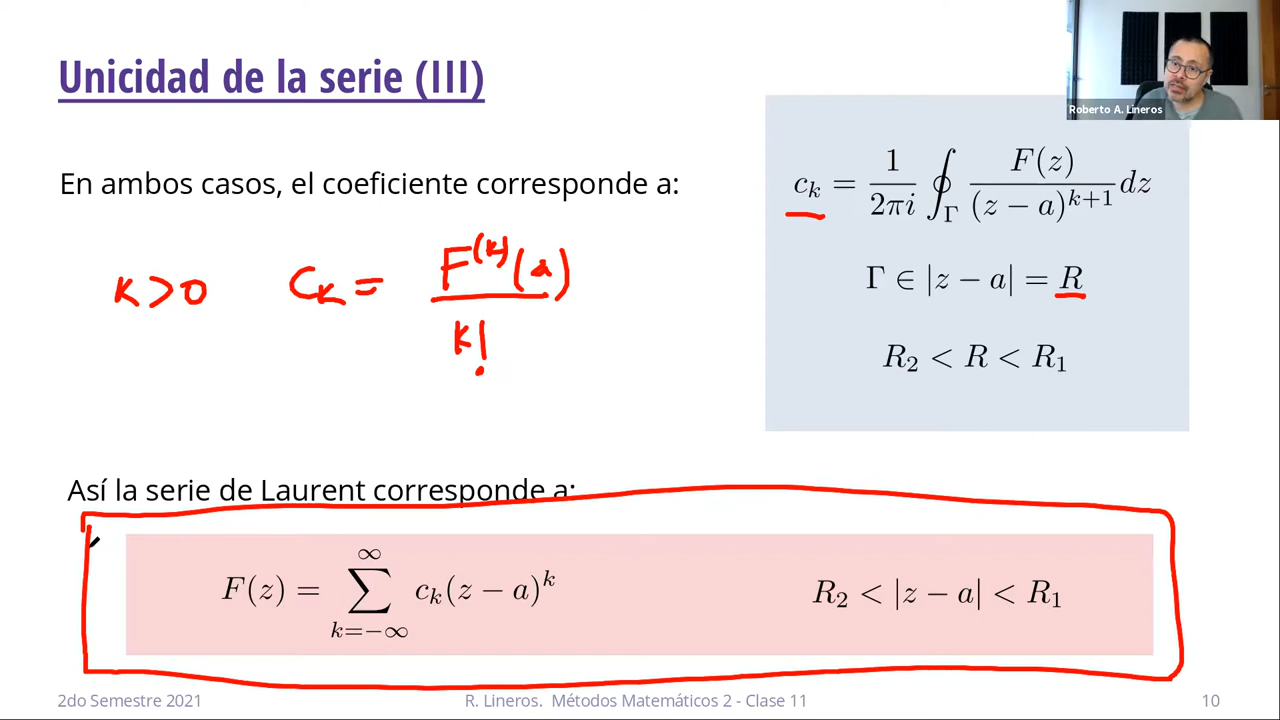 Unicidad de la serie (III)
Roberto A. Lineros
En ambos casos, el coeficiente corresponde a:
c_k = \frac{1}{2\pi i} \oint_\Gamma \frac{F(z)}{(z-a)^{k+1}} dz
k > 0   C_k = \frac{F^{(k)}(a)}{k!}
\Gamma \in |z-a| = R
R_2 < R < R_1
Así la serie de Laurent corresponde a:
F(z) = \sum_{k=-\infty}^{\infty} c_k (z-a)^k   R_2 < |z-a| < R_1
2do Semestre 2021   R. Lineros. Métodos Matemáticos 2 - Clase 11   10